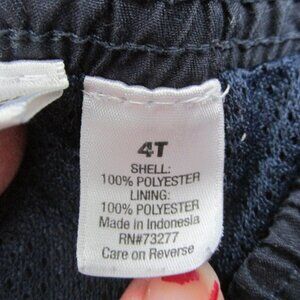 4T
SHELL:
100% POLYESTER
LINING:
100% POLYESTER
Made in Indonesia
RN#73277
Care on Reverse